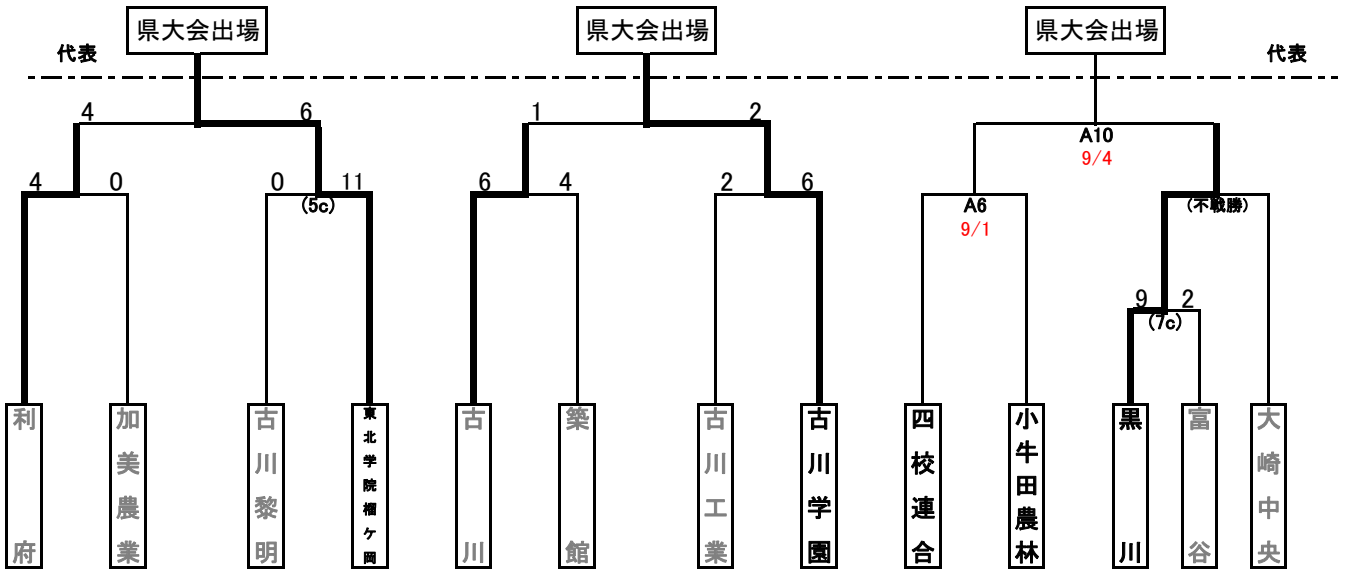 県大会出場
県大会出場
県大会出場
代表
代表
4
6
1
2
A10
9/4
4
0
0
11
(5c)
6
4
2
6
A6
9/1
(不戦勝)
9
2
(7c)
利府
加美農業
古川黎明
東北学院榴ケ岡
古川
築館
古川工業
古川学園
四校連合
小牛田農林
黒川
富谷
大崎中央